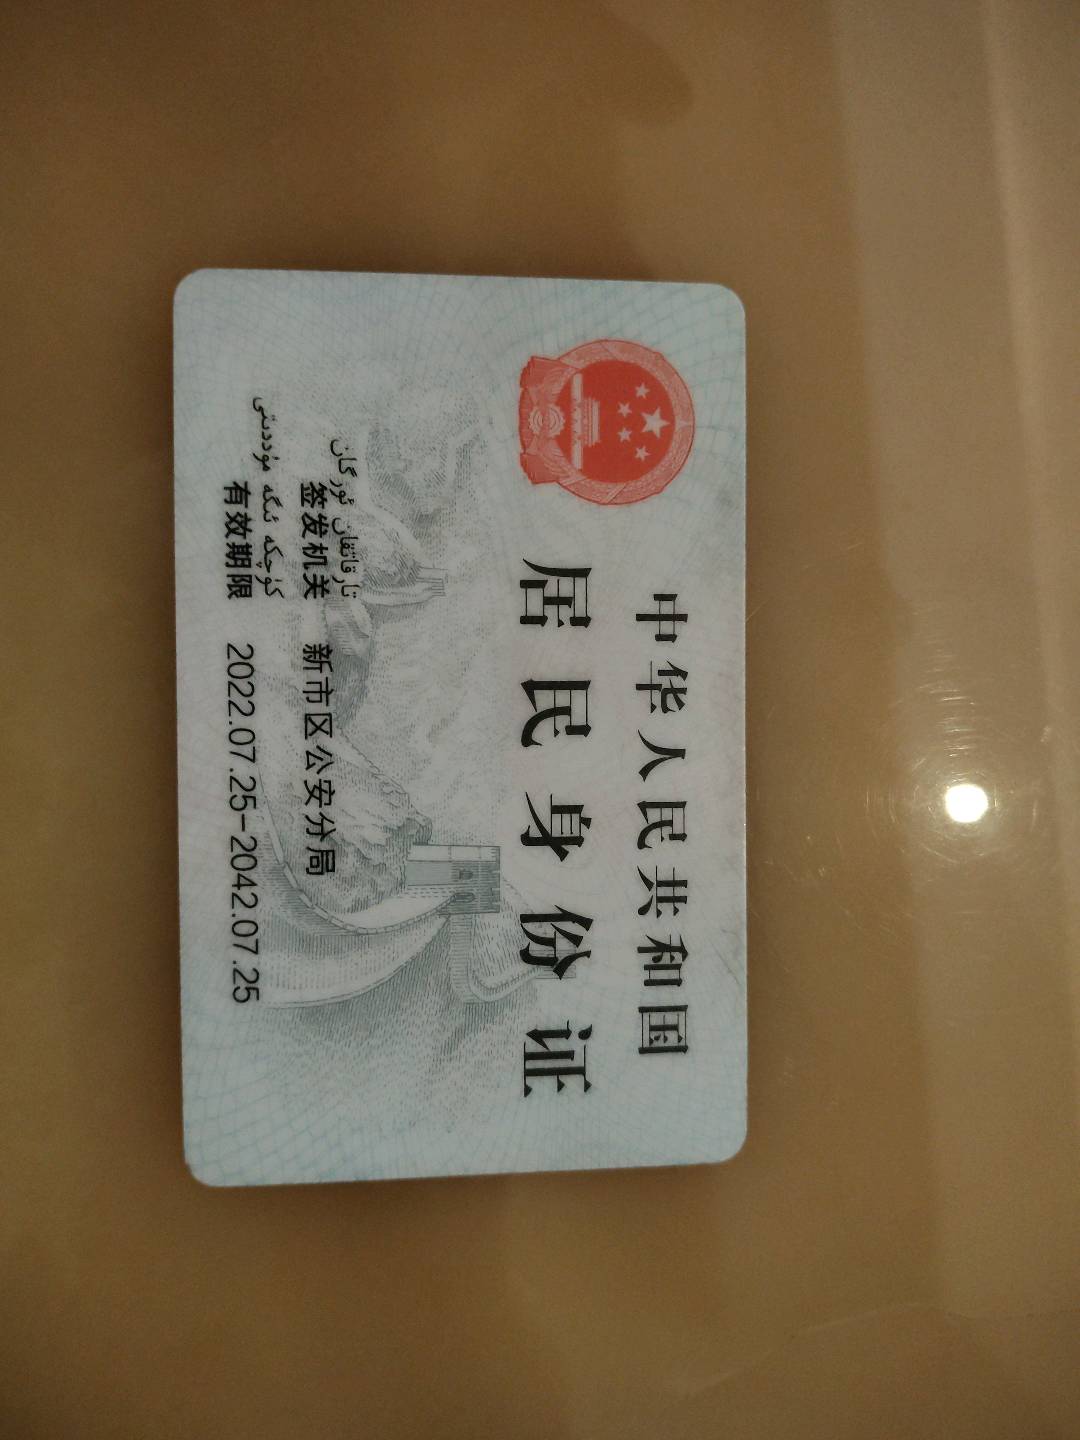 中华人民共和国
居民身份证
تارقاتقان ئورگان
签发机关 新市区公安分局
كۈچكە ئىگە مۇددىتى
有效期限 2022.07.25-2042.07.25